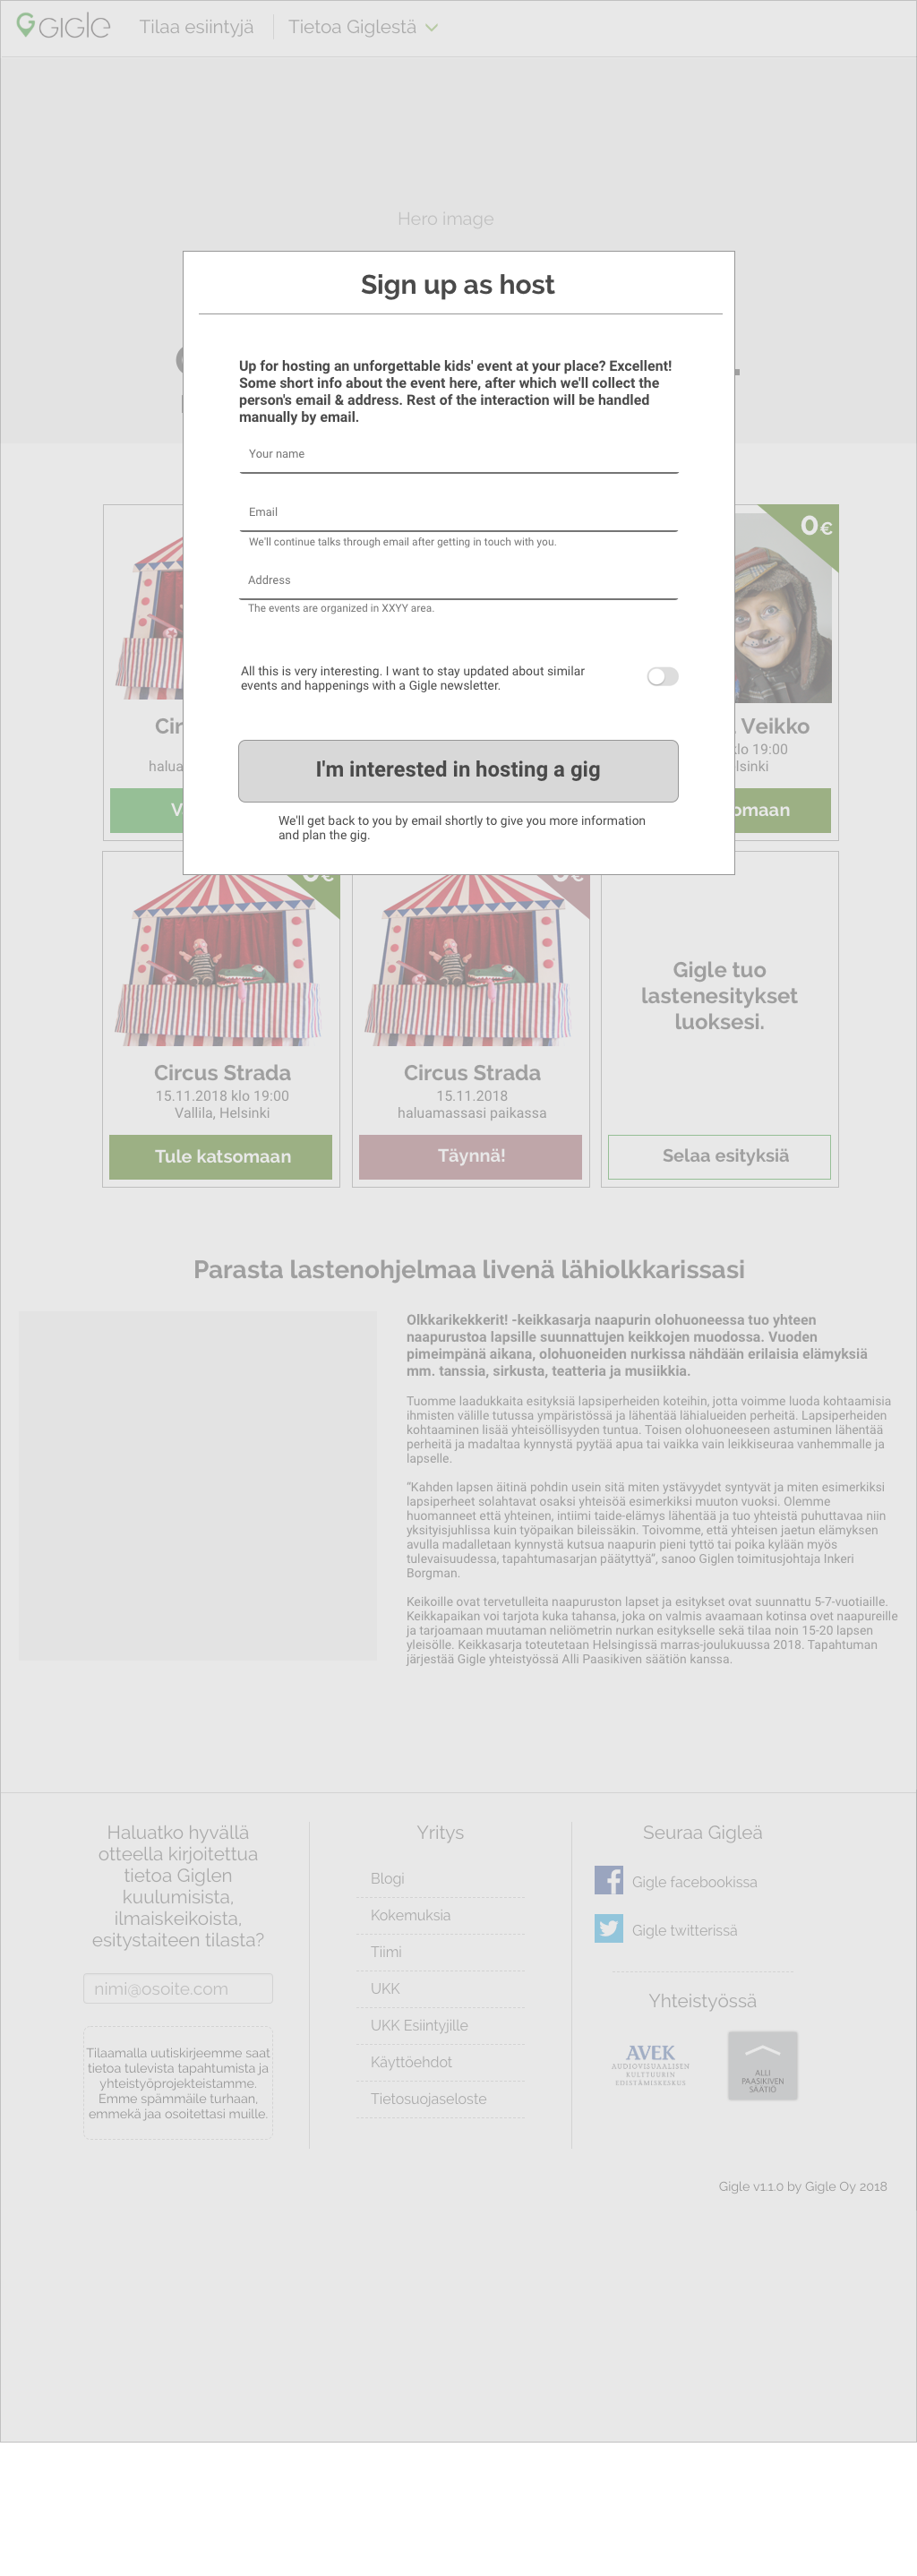 Gigle
Tilaa esiintyjä
Tietoa Giglestä
Hero image
Sign up as host
Up for hosting an unforgettable kids' event at your place? Excellent!
Some short info about the event here, after which we'll collect the
person's email & address. Rest of the interaction will be handled
manually by email.
Your name
Email
We'll continue talks through email after getting in touch with you.
Address
The events are organized in XXYY area.
All this is very interesting. I want to stay updated about similar
events and happenings with a Gigle newsletter.
I'm interested in hosting a gig
We'll get back to you by email shortly to give you more information
and plan the gig.
0€
Veikko
klo 19:00
Circus Strada
15.11.2018 klo 19:00
Vallila, Helsinki
Tule katsomaan
Circus Strada
15.11.2018
haluamassasi paikassa
Täynnä!
Gigle tuo
lastenesitykset
luoksesi.
Selaa esityksiä
Parasta lastenohjelmaa livenä lähiolkkarissasi
Olkkarikekkerit! -keikkasarja naapurin olohuoneessa tuo yhteen
naapurustoa lapsille suunnattujen keikkojen muodossa. Vuoden
pimeimpänä aikana, olohuoneiden nurkissa nähdään erilaisia elämyksiä
mm. tanssia, sirkusta, teatteria ja musiikkia.
Tuomme laadukkaita esityksiä lapsiperheiden koteihin, jotta voimme luoda kohtaamisia
ihmisten välille tutussa ympäristössä ja lähentää lähialueiden perheitä. Lapsiperheiden
kohtaaminen lisää yhteisöllisyyden tuntua. Toisen olohuoneeseen astuminen lähentää
perheitä ja madaltaa kynnystä pyytää apua tai vaikka vain leikkiseuraa vanhemmalle ja
lapselle.
“Kahden lapsen äitinä pohdin usein sitä miten ystävyydet syntyvät ja miten esimerkiksi
lapsiperheet solahtavat osaksi yhteisöä esimerkiksi muuton vuoksi. Olemme
huomanneet että yhteinen, intiimi taide-elämys lähentää ja tuo yhteistä puhuttavaa niin
yksityisjuhlissa kuin työpaikan bileissäkin. Toivomme, että yhteisen jaetun elämyksen
avulla madalletaan kynnystä kutsua naapurin pieni tyttö tai poika kylään myös
tulevaisuudessa, tapahtumasarjan päätyttyä”, sanoo Giglen toimitusjohtaja Inkeri
Borgman.
Keikoille ovat tervetulleita naapuruston lapset ja esitykset ovat suunnattu 5-7-vuotiaille.
Keikkapaikan voi tarjota kuka tahansa, joka on valmis avaamaan kotinsa ovet naapureille
ja tarjoamaan muutaman neliömetrin nurkan esitykselle sekä tilaa noin 15-20 lapsen
yleisölle. Keikkasarja toteutetaan Helsingissä marras-joulukuussa 2018. Tapahtuman
järjestää Gigle yhteistyössä Alli Paasikiven säätiön kanssa.
Haluatko hyvällä
otteella kirjoitettua
tietoa Giglen
kuulumisista,
ilmaiskeikoista,
esitystaiteen tilasta?
nimi@osoite.com
Tilaamalla uutiskirjeemme saat
tietoa tulevista tapahtumista ja
yhteistyöprojekteistamme.
Emme spämmäile turhaan,
emmekä jaa osoitettasi muille.
Yritys
Blogi
Kokemuksia
Tiimi
UKK
UKK Esiintyjille
Käyttöehdot
Tietosuojaseloste
Seuraa Gigleä
Gigle facebookissa
Gigle twitterissä
Yhteistyössä
AVEK
AUDIOVISUAALISEN
KULTTUURIN
EDISTÄMISKESKUS
ALLI
PAASIKIVEN
SÄÄTIÖ
Gigle v1.1.0 by Gigle Oy 2018